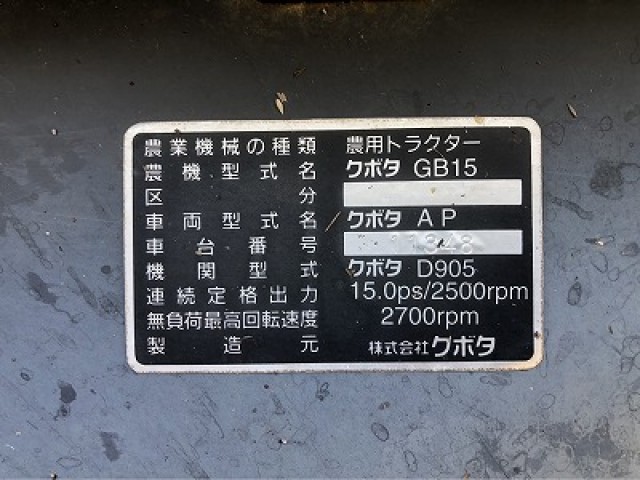 農業機械の種類 農用トラクター
農機型式名 クボタ GB15
区分
車両型式名 クボタ AP
車台番号 11348
機関型式 クボタ D905
連続定格出力 15.0ps/2500rpm
無負荷最高回転速度 2700rpm
製造元 株式会社クボタ